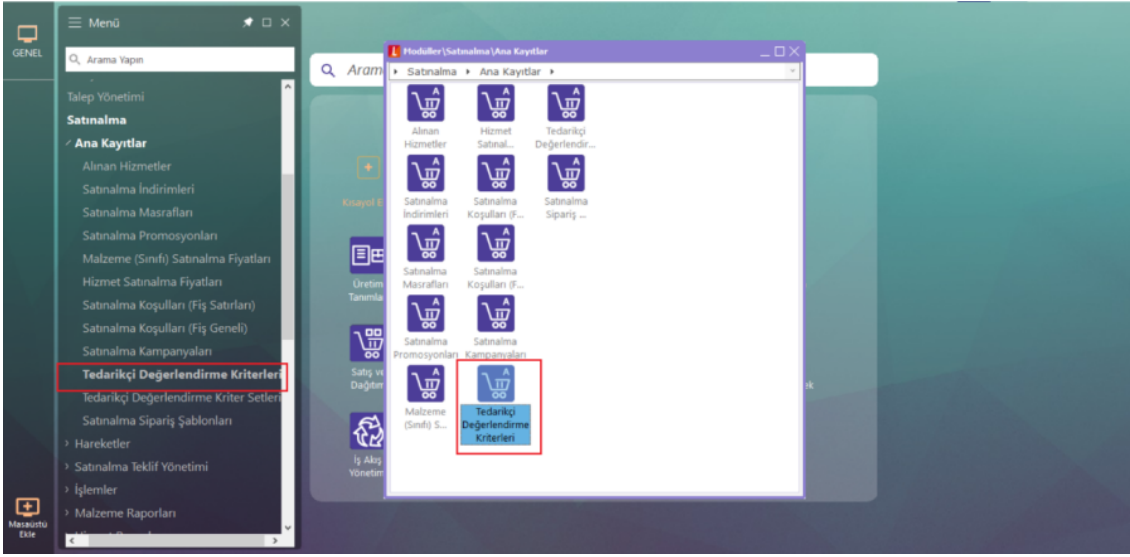 GENEL
Masaüstü
Ekle
Menü
Arama Yapın
Talep Yönetimi
Satınalma
Ana Kayıtlar
Alınan Hizmetler
Satınalma İndirimleri
Satınalma Masrafları
Satınalma Promosyonları
Malzeme (Sınıfı) Satınalma Fiyatları
Hizmet Satınalma Fiyatları
Satınalma Koşulları (Fiş Satırları)
Satınalma Koşulları (Fiş Geneli)
Satınalma Kampanyaları
Tedarikçi Değerlendirme Kriterleri
Tedarikçi Değerlendirme Kriter Setleri
Satınalma Sipariş Şablonları
Hareketler
Satınalma Teklif Yönetimi
İşlemler
Malzeme Raporları
Aram
Kısayol E
Üretim
Tanımla
Satış ve
Dağıtım
İş Akış
Yönetim
Modüller\Satınalma\Ana Kayıtlar
Satınalma Ana Kayıtlar
Alınan
Hizmetler
Hizmet
Satınal...
Tedarikçi
Değerlendir...
Satınalma
İndirimleri
Satınalma
Koşulları (F...
Satınalma
Sipariş ...
Satınalma
Masrafları
Satınalma
Koşulları (F...
Satınalma
Promosyonları
Satınalma
Kampanyaları
Malzeme
(Sınıfı) S...
Tedarikçi
Değerlendirme
Kriterleri